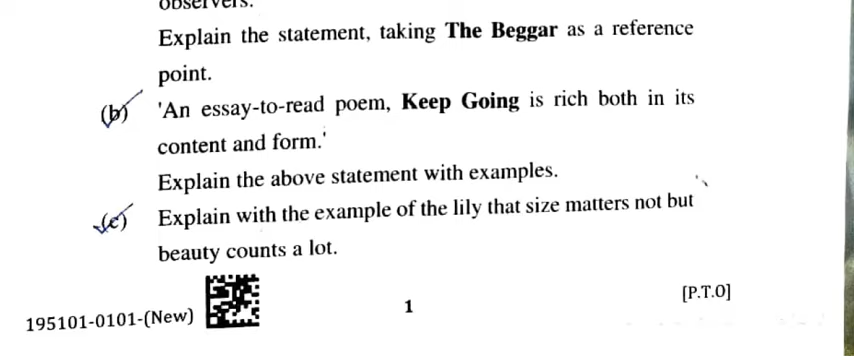 observers.
Explain the statement, taking The Beggar as a reference
point.
(b) 'An essay-to-read poem, Keep Going is rich both in its
content and form.'
Explain the above statement with examples.
(c) Explain with the example of the lily that size matters not but
beauty counts a lot.
195101-0101-(New) 1 [P.T.O]